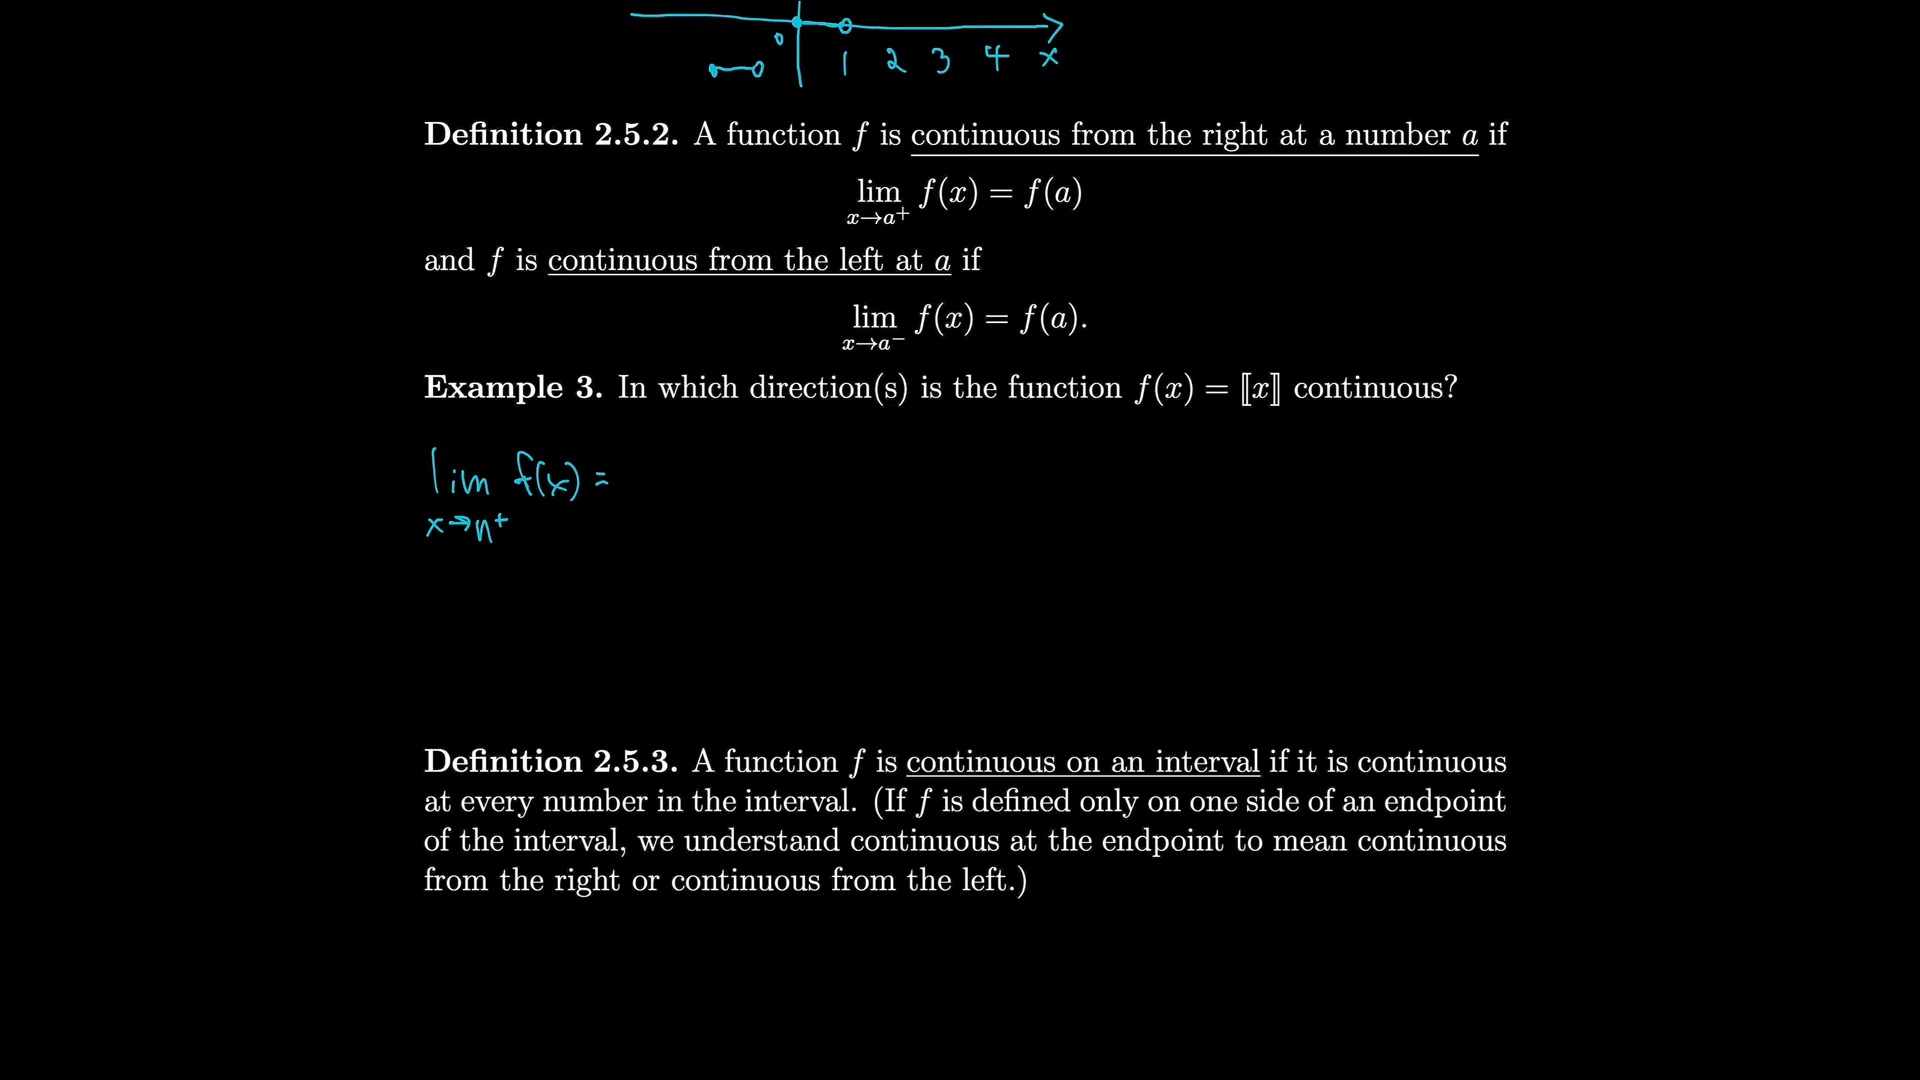 0 1 2 3 4 x
Definition 2.5.2. A function f is continuous from the right at a number a if
lim f(x) = f(a)
x→a⁺
and f is continuous from the left at a if
lim f(x) = f(a).
x→a⁻
Example 3. In which direction(s) is the function f(x) = ⟦x⟧ continuous?
lim f(x) =
x→n⁺
Definition 2.5.3. A function f is continuous on an interval if it is continuous
at every number in the interval. (If f is defined only on one side of an endpoint
of the interval, we understand continuous at the endpoint to mean continuous
from the right or continuous from the left.)